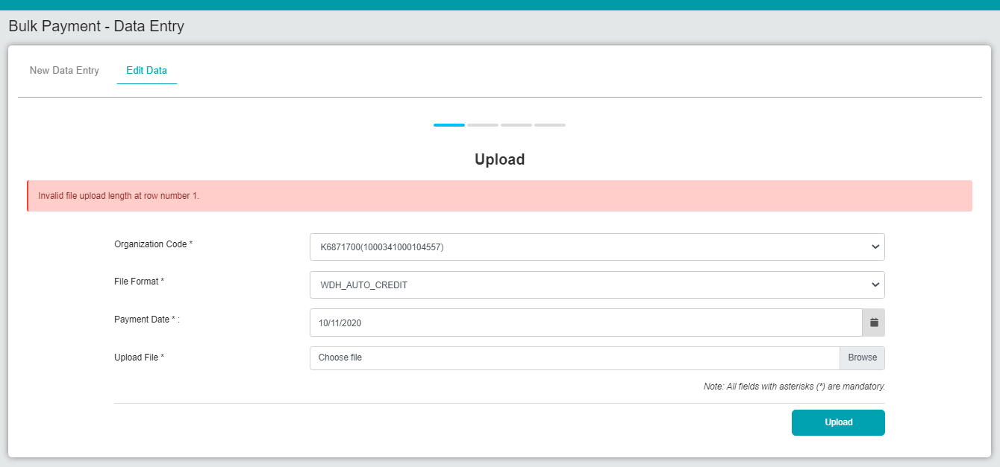 Bulk Payment - Data Entry
New Data Entry
Edit Data
Upload
Invalid file upload length at row number 1.
Organization Code *
K6871700(1000341000104557)
File Format *
WDH_AUTO_CREDIT
Payment Date * :
10/11/2020
Upload File *
Choose file
Browse
Note: All fields with asterisks (*) are mandatory.
Upload